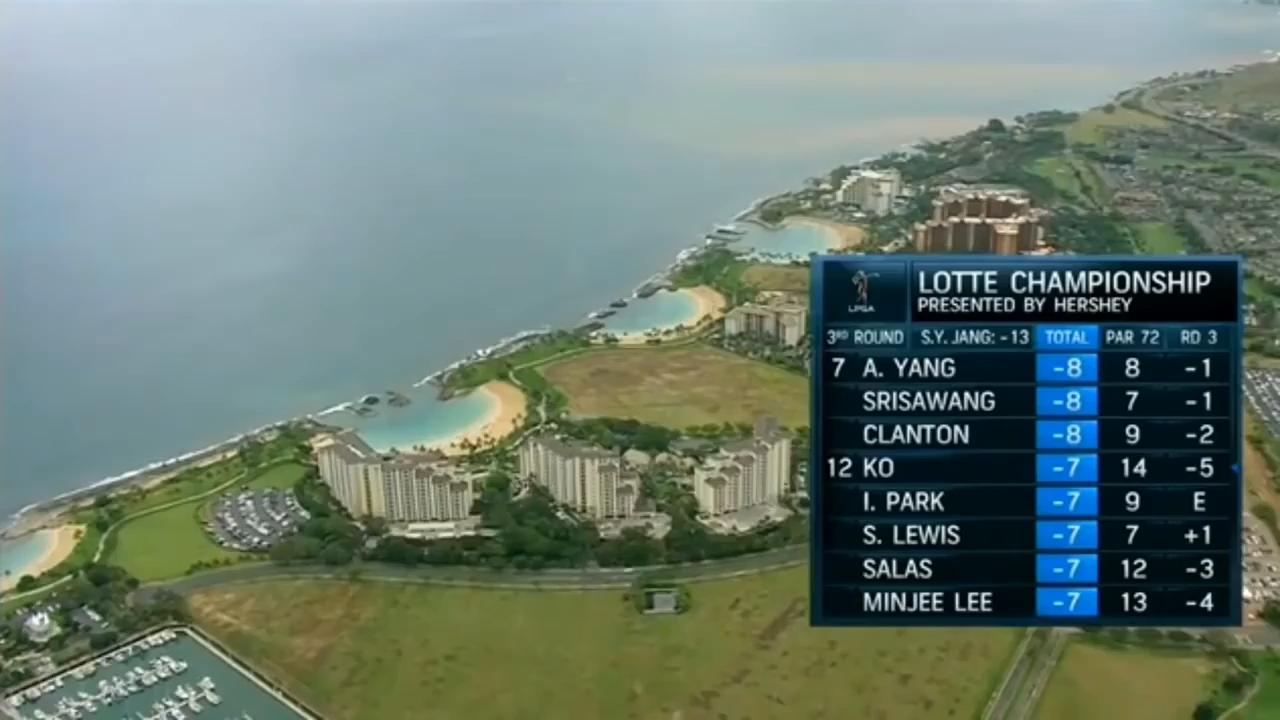 LPGA
LOTTE CHAMPIONSHIP
PRESENTED BY HERSHEY
3RD ROUND S.Y. JANG: -13 TOTAL PAR 72 RD 3
7 A. YANG -8 8 -1
SRISAWANG -8 7 -1
CLANTON -8 9 -2
12 KO -7 14 -5
I. PARK -7 9 E
S. LEWIS -7 7 +1
SALAS -7 12 -3
MINJEE LEE -7 13 -4